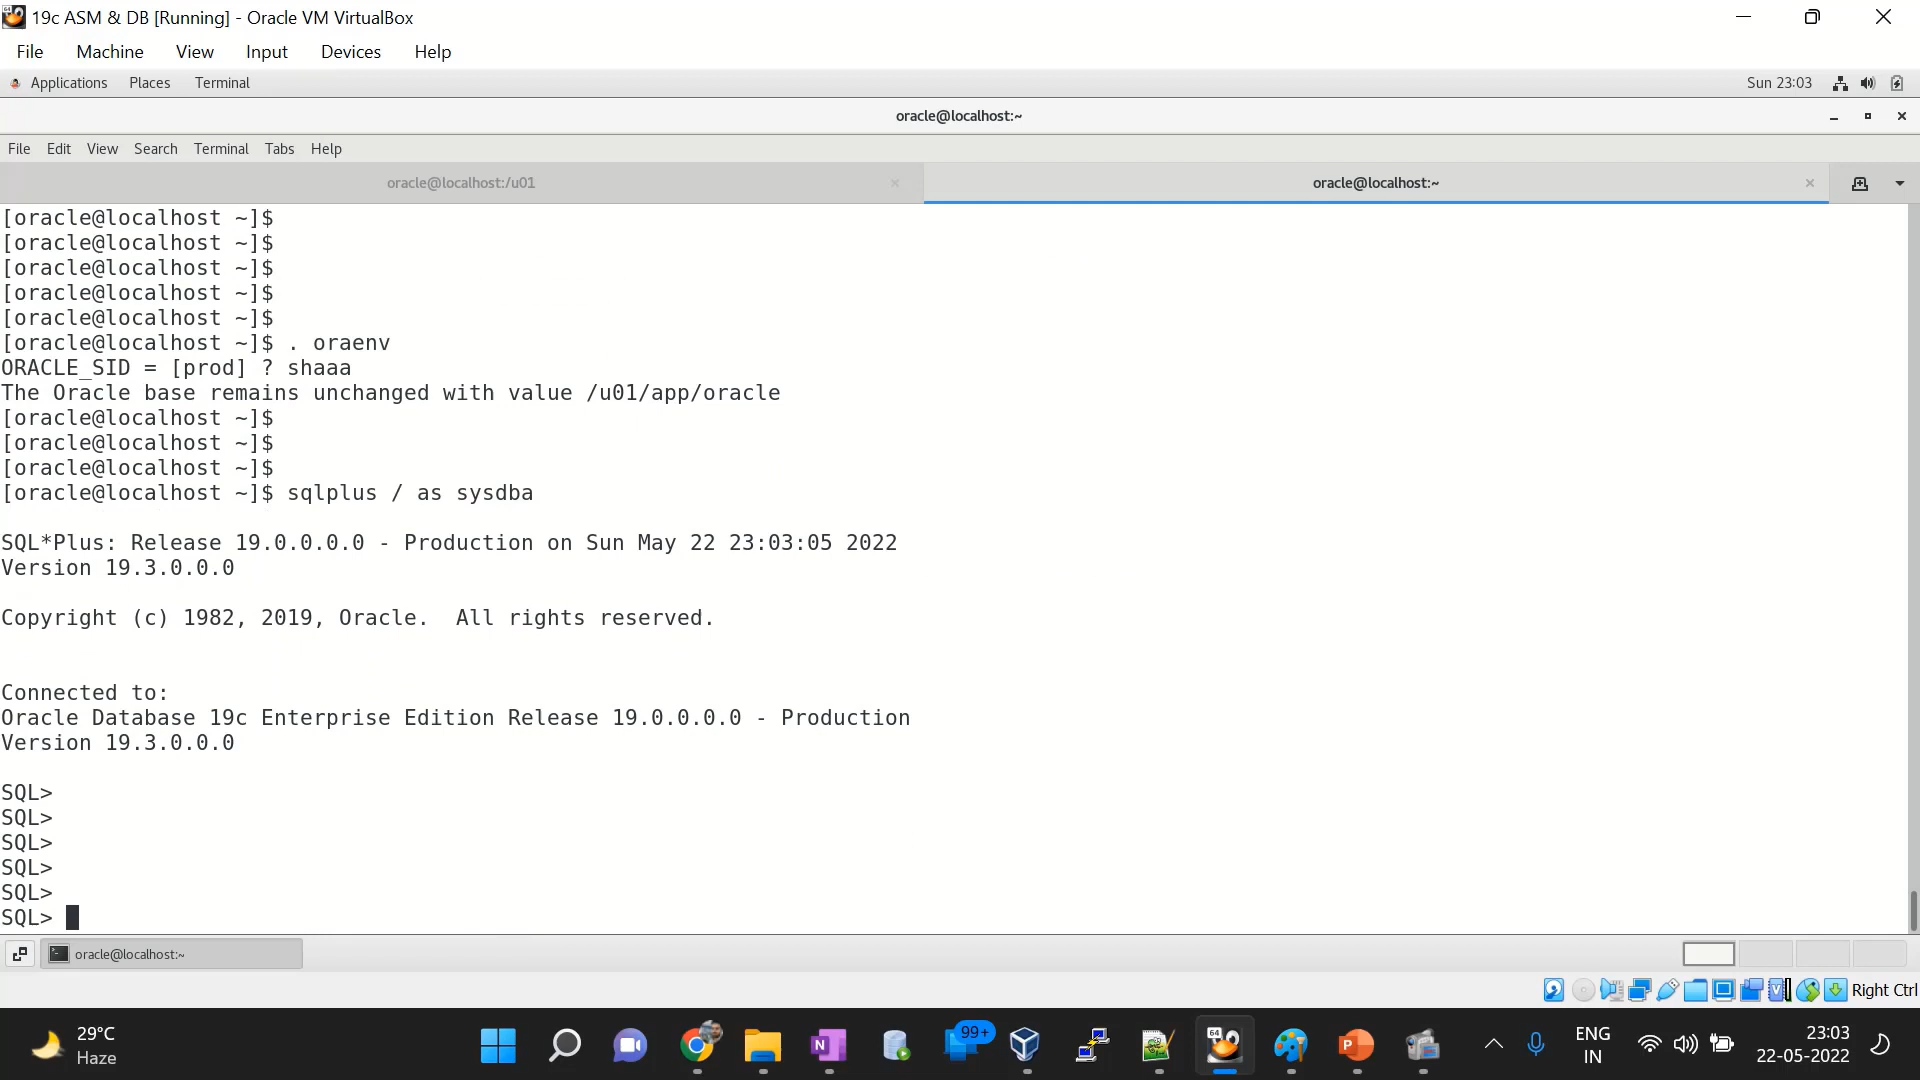 19c ASM & DB [Running] - Oracle VM VirtualBox
File Machine View Input Devices Help
Applications Places Terminal Sun 23:03
oracle@localhost:~
File Edit View Search Terminal Tabs Help
oracle@localhost:/u01 oracle@localhost:~
[oracle@localhost ~]$
[oracle@localhost ~]$
[oracle@localhost ~]$
[oracle@localhost ~]$
[oracle@localhost ~]$
[oracle@localhost ~]$ . oraenv
ORACLE_SID = [prod] ? shaaa
The Oracle base remains unchanged with value /u01/app/oracle
[oracle@localhost ~]$
[oracle@localhost ~]$
[oracle@localhost ~]$
[oracle@localhost ~]$ sqlplus / as sysdba
SQL*Plus: Release 19.0.0.0.0 - Production on Sun May 22 23:03:05 2022
Version 19.3.0.0.0
Copyright (c) 1982, 2019, Oracle.  All rights reserved.
Connected to:
Oracle Database 19c Enterprise Edition Release 19.0.0.0.0 - Production
Version 19.3.0.0.0
SQL>
SQL>
SQL>
SQL>
SQL>
SQL>
oracle@localhost:~
Right Ctrl
29°C
Haze
99+
64
ENG
IN
23:03
22-05-2022